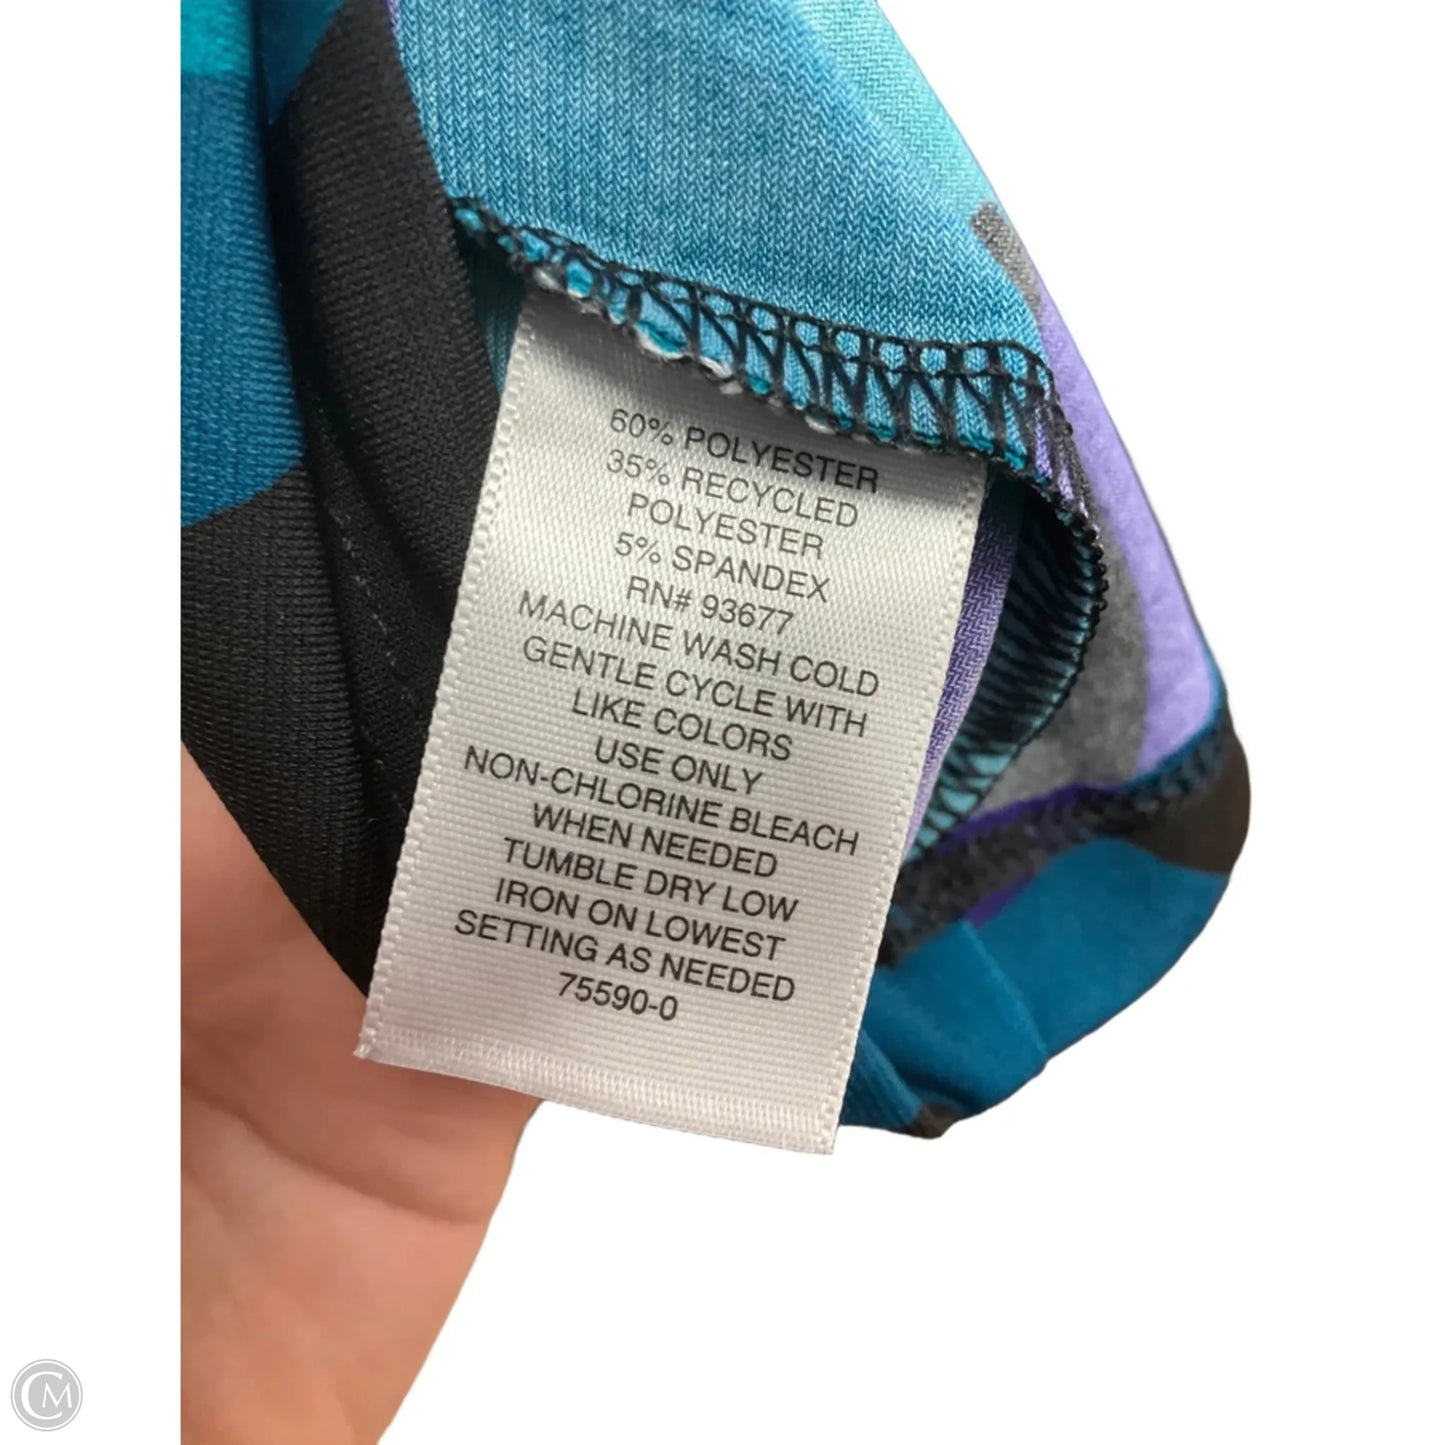 60% POLYESTER
35% RECYCLED
POLYESTER
5% SPANDEX
RN# 93677
MACHINE WASH COLD
GENTLE CYCLE WITH
LIKE COLORS
USE ONLY
NON-CHLORINE BLEACH
WHEN NEEDED
TUMBLE DRY LOW
IRON ON LOWEST
SETTING AS NEEDED
75590-0
CM